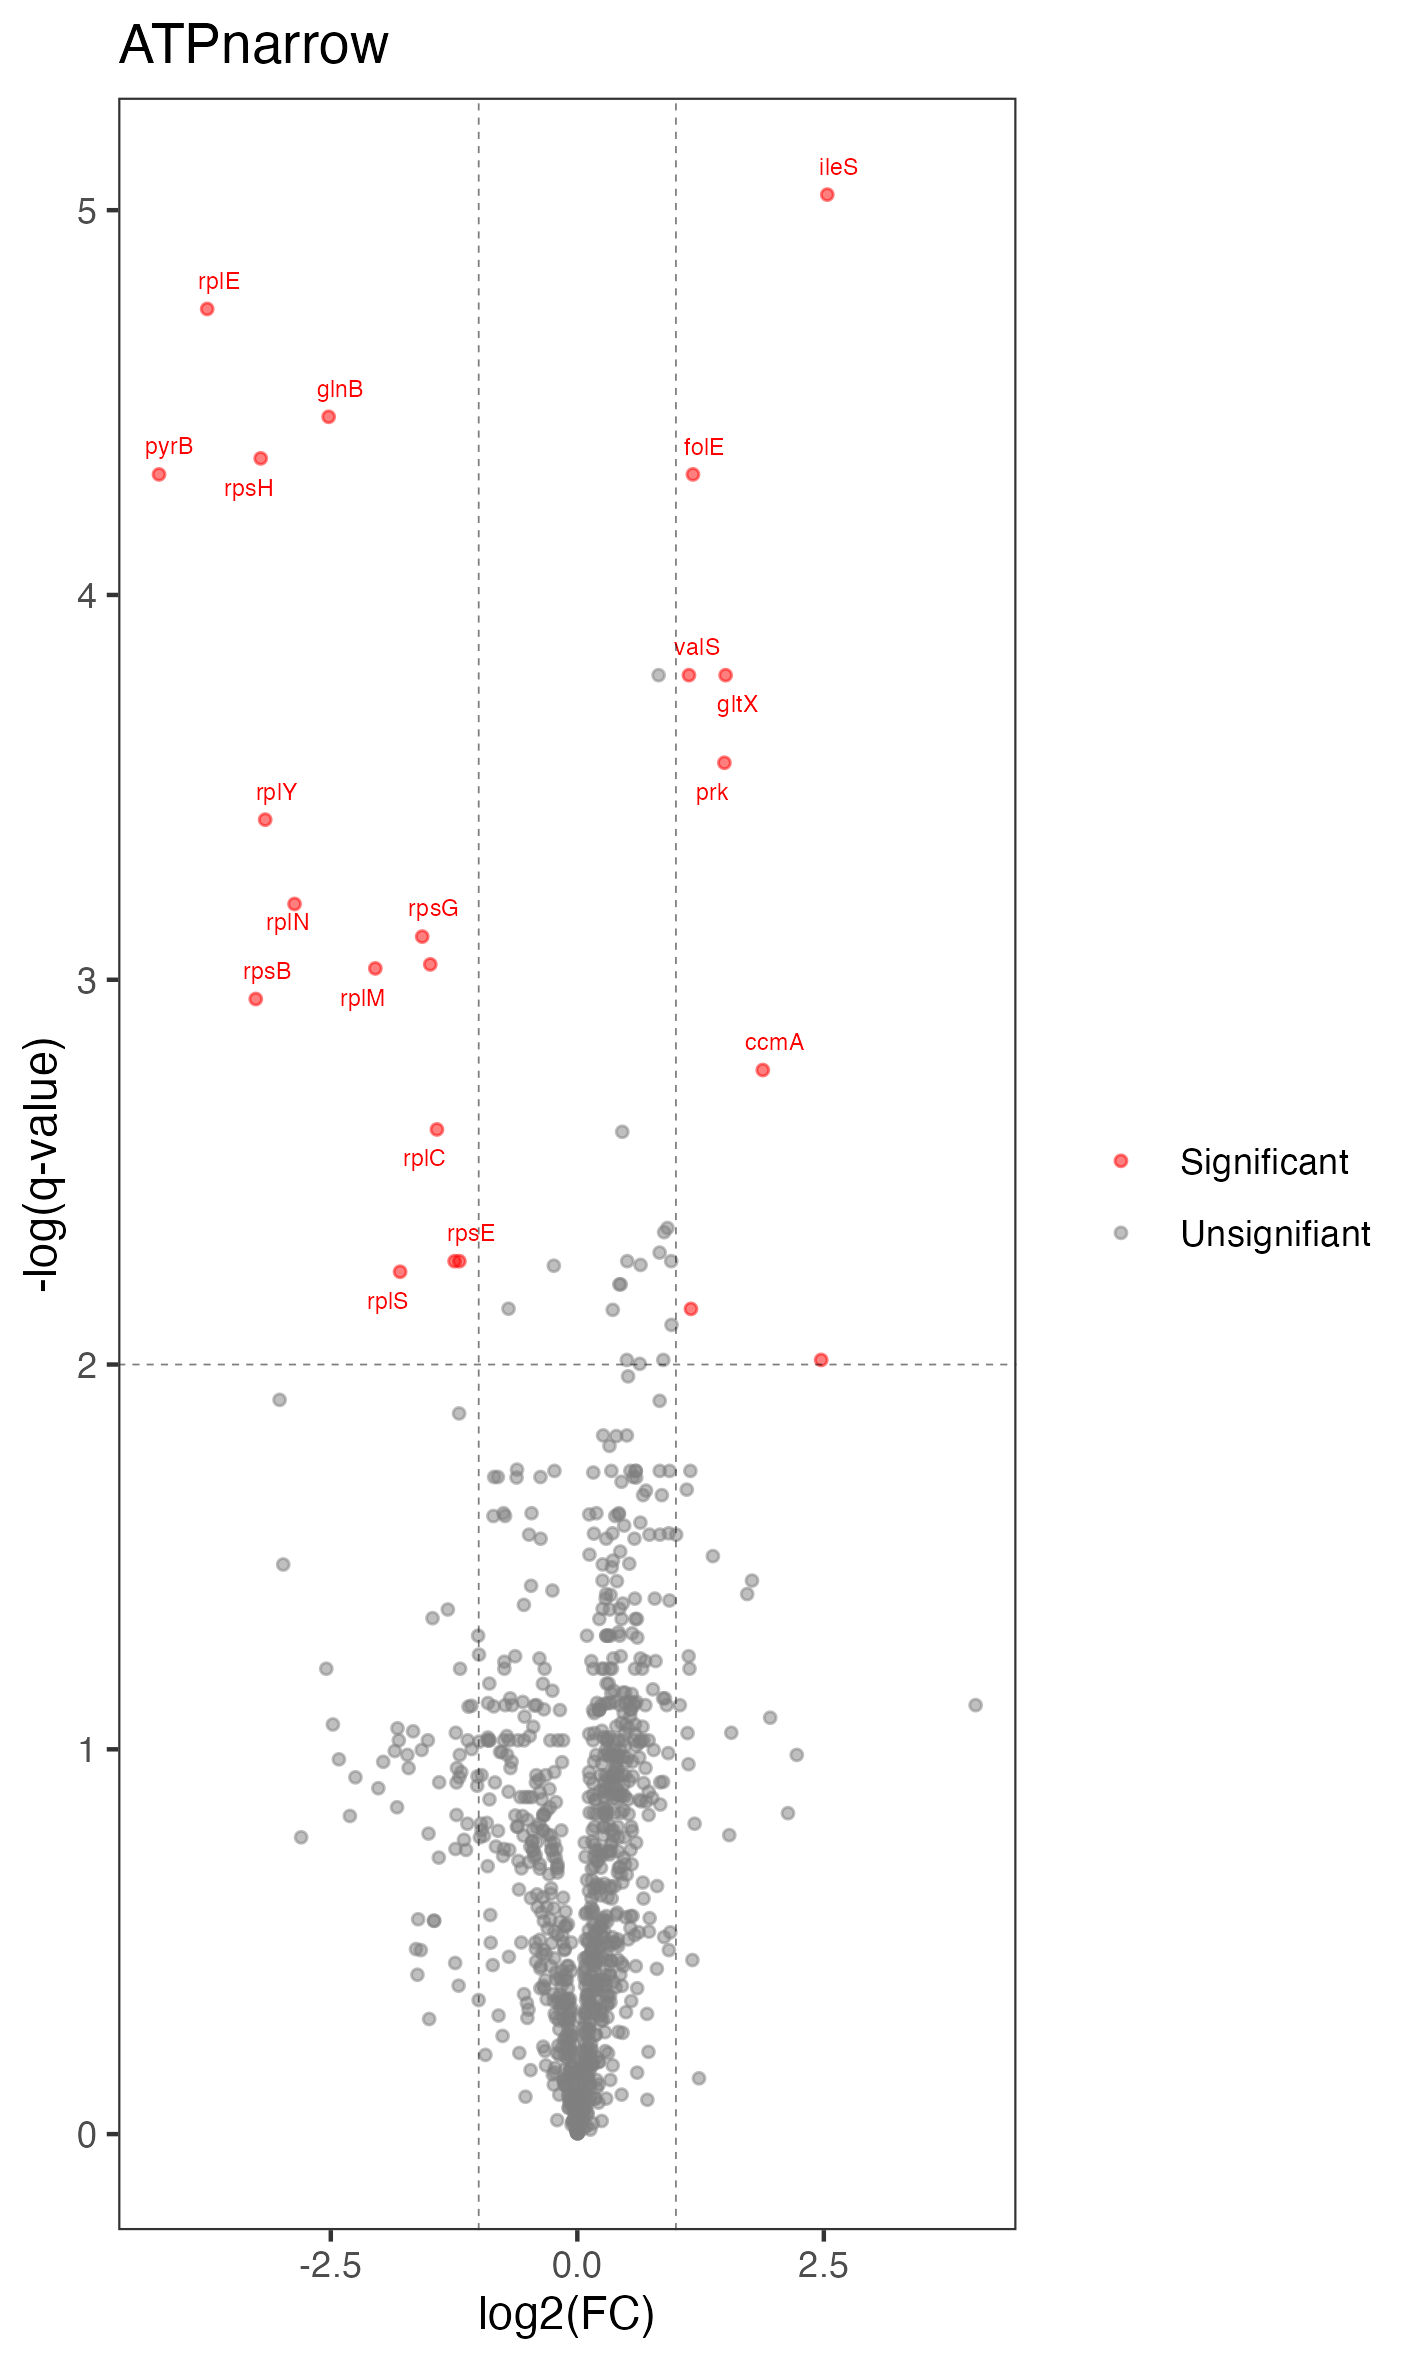 ATPnarrow
ileS
5
rplE
glnB
pyrB
folE
rpsH
4
valS
gltX
prk
rplY
rpsG
rplN
rpsB
3
rplM
ccmA
rplC
rpsE
rplS
2
1
0
-log(q-value)
-2.5 0.0 2.5
log2(FC)
Significant
Unsignifiant